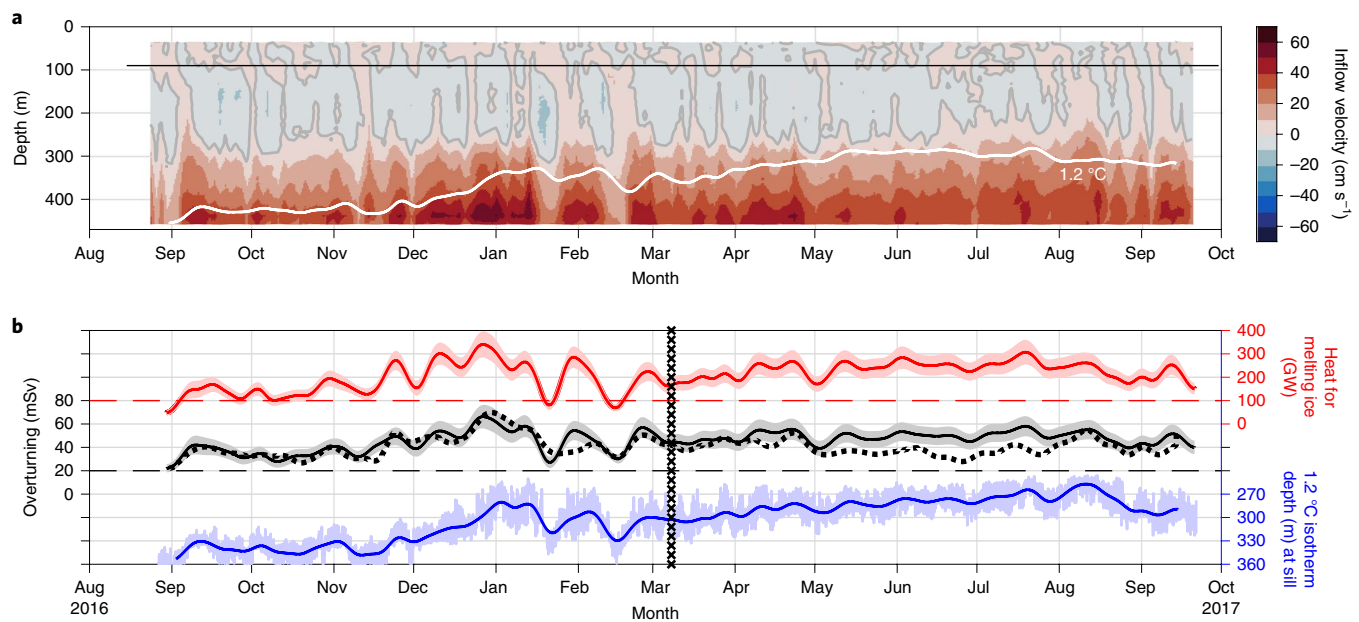 a
0
100
200
300
400
Depth (m)
1.2 °C
Aug Sep Oct Nov Dec Jan Feb Mar Apr May Jun Jul Aug Sep Oct
Month
60
40
20
0
−20
−40
−60
Inflow velocity (cm s−1)
b
80
60
40
20
0
Overturning (mSv)
400
300
200
100
0
Heat for
melting ice
(GW)
270
300
330
360
1.2 °C isotherm
depth (m) at sill
Aug Sep Oct Nov Dec Jan Feb Mar Apr May Jun Jul Aug Sep Oct
2016 Month 2017